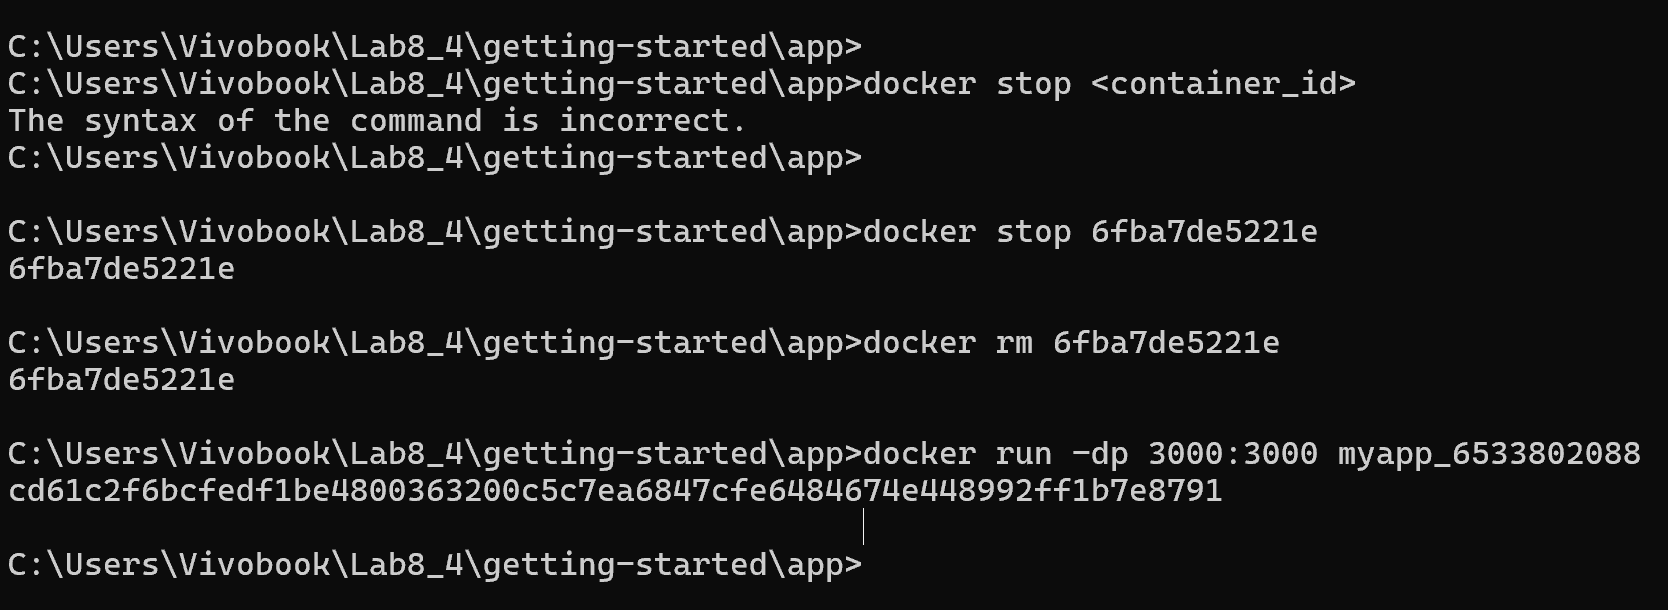 C:\Users\Vivobook\Lab8_4\getting-started\app>
C:\Users\Vivobook\Lab8_4\getting-started\app>docker stop <container_id>
The syntax of the command is incorrect.
C:\Users\Vivobook\Lab8_4\getting-started\app>
C:\Users\Vivobook\Lab8_4\getting-started\app>docker stop 6fba7de5221e
6fba7de5221e
C:\Users\Vivobook\Lab8_4\getting-started\app>docker rm 6fba7de5221e
6fba7de5221e
C:\Users\Vivobook\Lab8_4\getting-started\app>docker run -dp 3000:3000 myapp_6533802088
cd61c2f6bcfedf1be4800363200c5c7ea6847cfe6484674e448992ff1b7e8791
C:\Users\Vivobook\Lab8_4\getting-started\app>